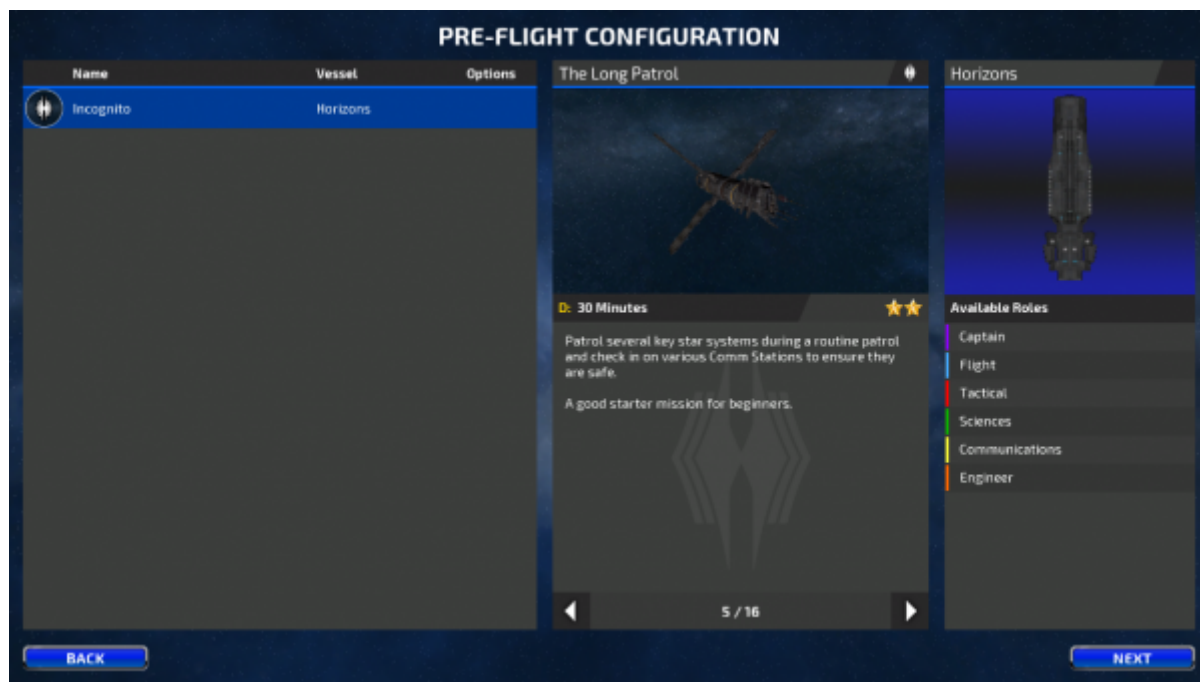 PRE-FLIGHT CONFIGURATION
Name Vessel Options
Incognito Horizons
The Long Patrol
D: 30 Minutes
Patrol several key star systems during a routine patrol
and check in on various Comm Stations to ensure they
are safe.
A good starter mission for beginners.
5 / 16
Horizons
Available Roles
Captain
Flight
Tactical
Sciences
Communications
Engineer
BACK
NEXT